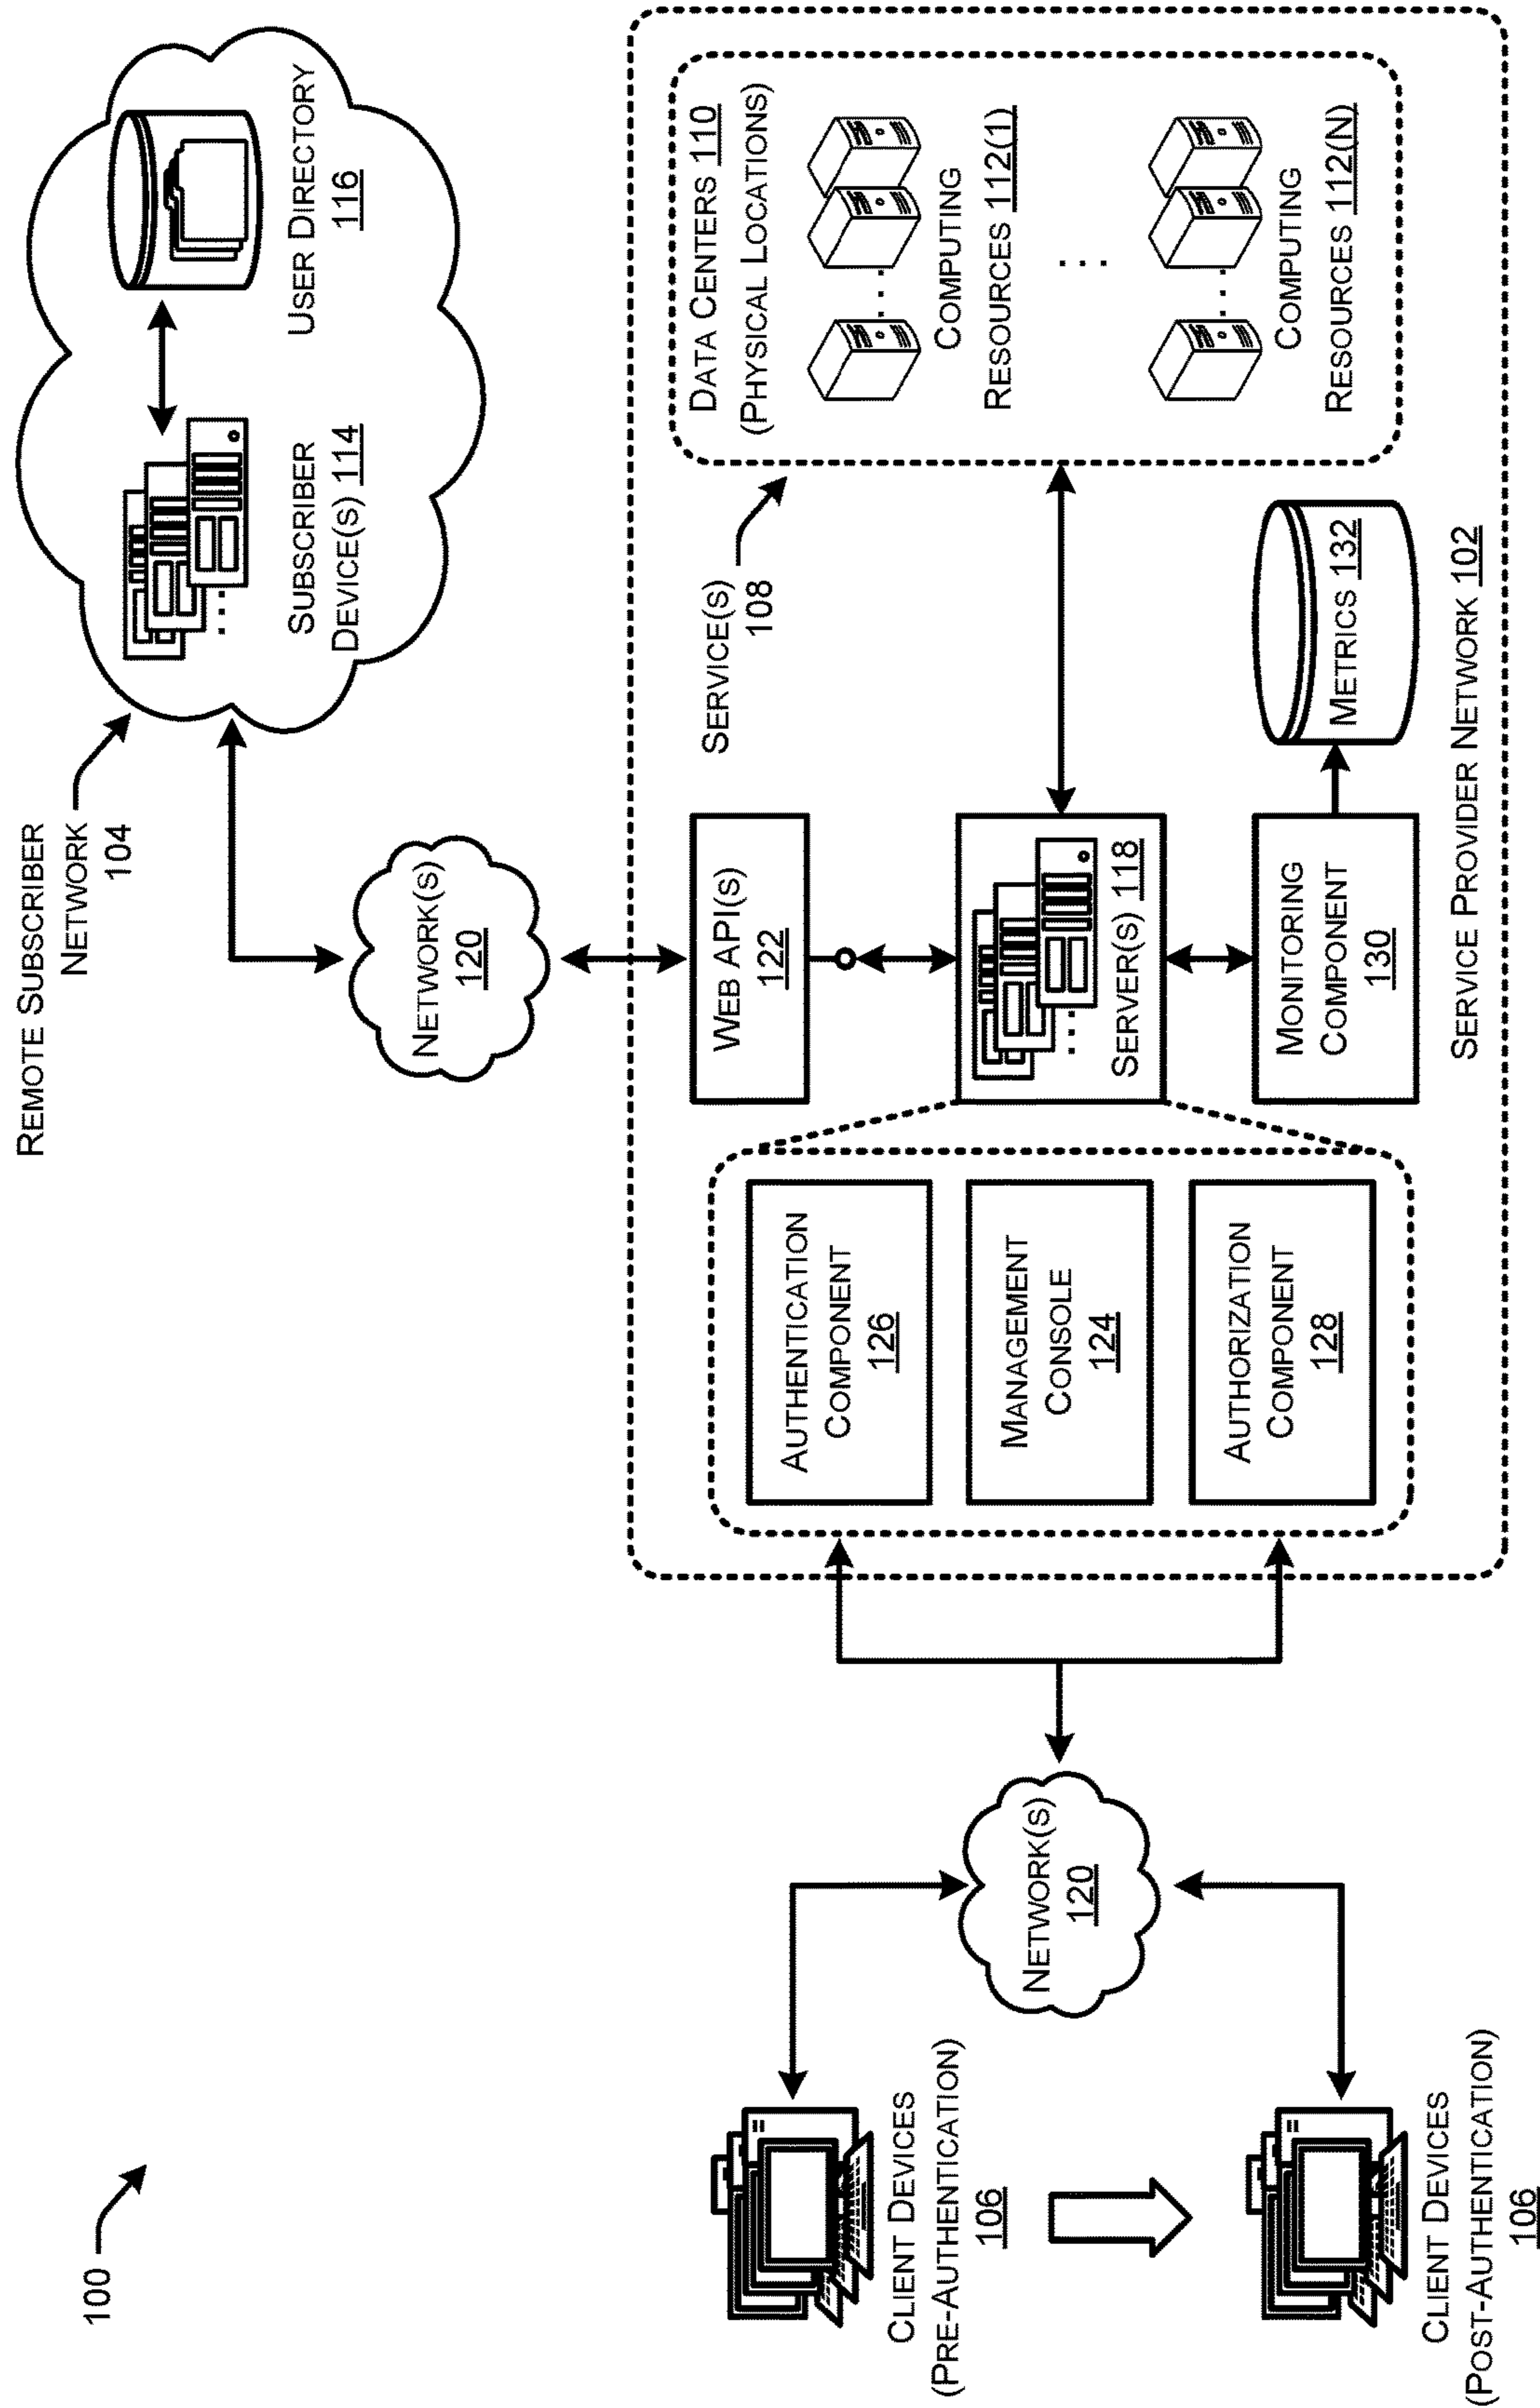 100
REMOTE SUBSCRIBER
NETWORK
104
SUBSCRIBER
DEVICE(S) 114
USER DIRECTORY
116
NETWORK(S)
120
SERVICE(S)
108
WEB API(S)
122
DATA CENTERS 110
(PHYSICAL LOCATIONS)
COMPUTING
RESOURCES 112(1)
COMPUTING
RESOURCES 112(N)
AUTHENTICATION
COMPONENT
126
MANAGEMENT
CONSOLE
124
AUTHORIZATION
COMPONENT
128
SERVER(S) 118
MONITORING
COMPONENT
130
METRICS 132
SERVICE PROVIDER NETWORK 102
CLIENT DEVICES
(PRE-AUTHENTICATION)
106
NETWORK(S)
120
CLIENT DEVICES
(POST-AUTHENTICATION)
106